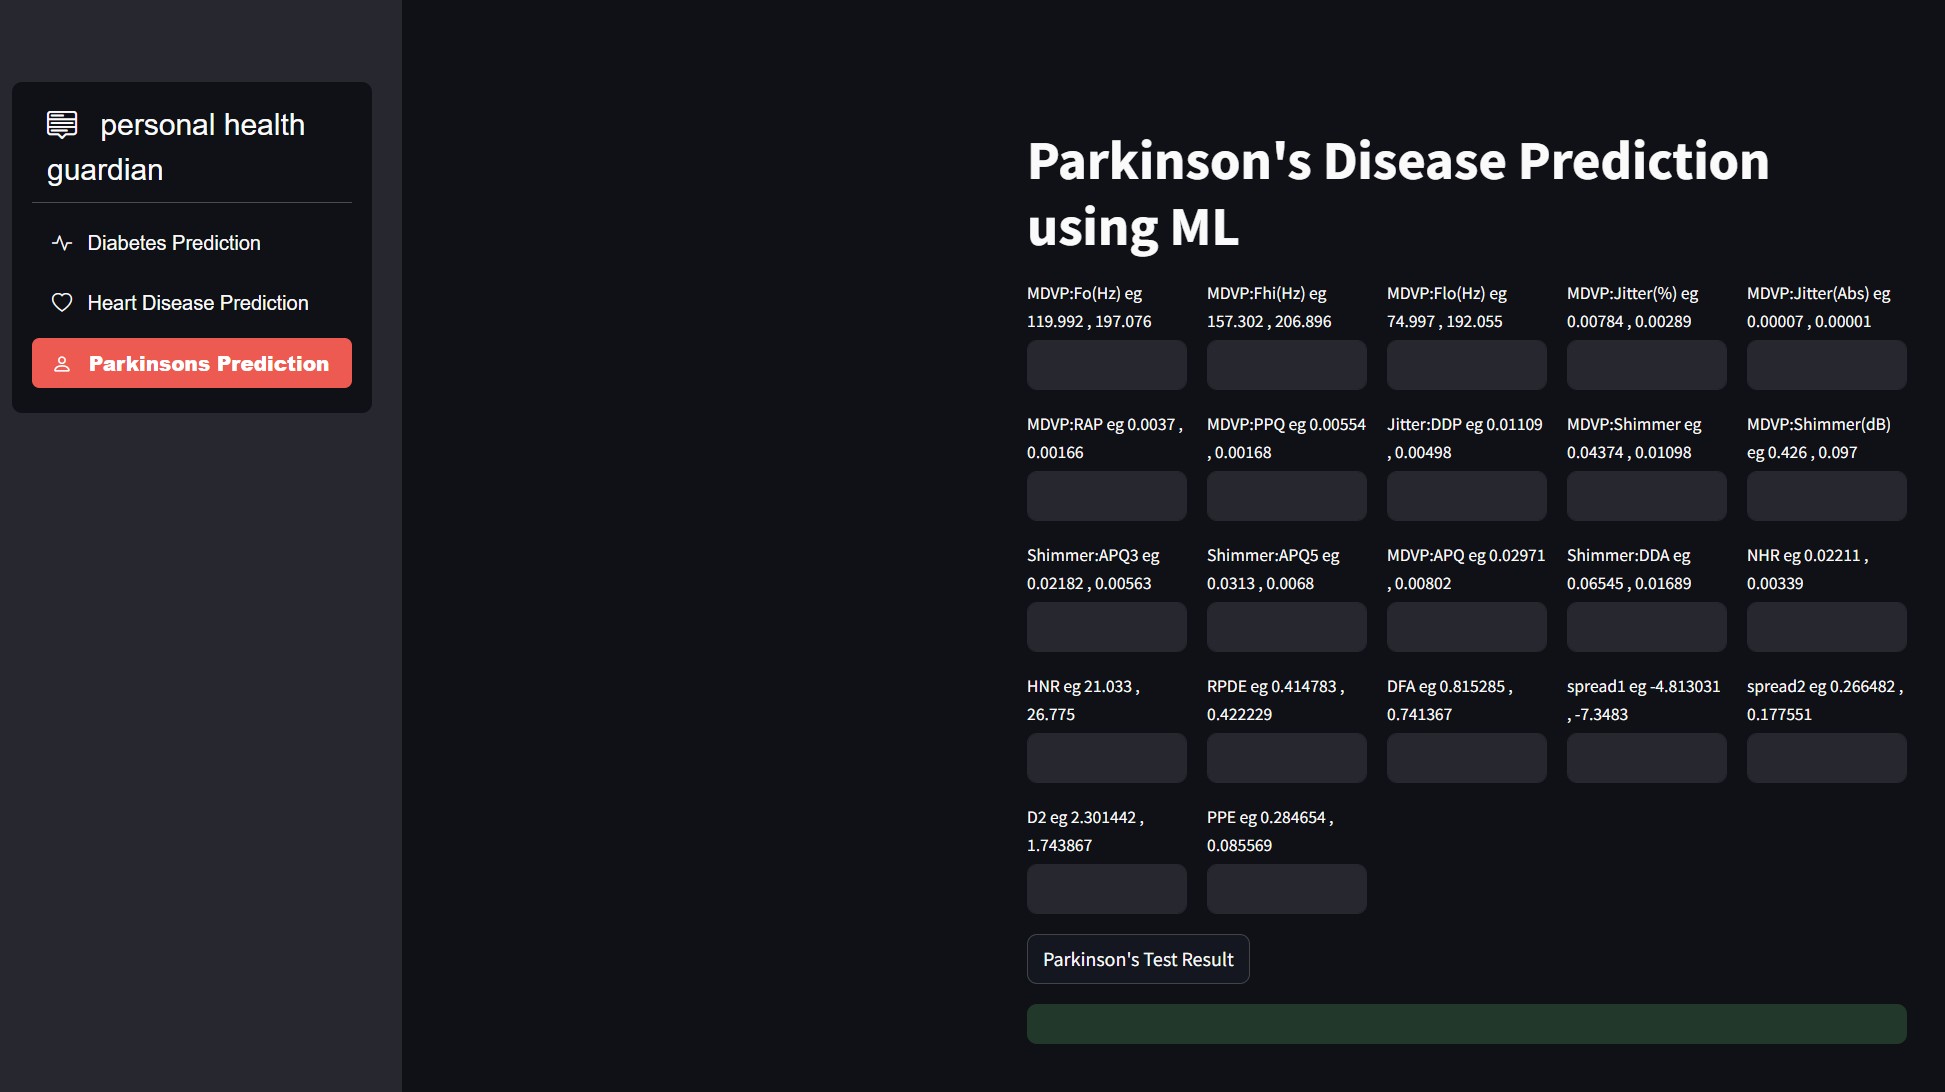 personal health
guardian
Diabetes Prediction
Heart Disease Prediction
Parkinsons Prediction
Parkinson's Disease Prediction
using ML
MDVP:Fo(Hz) eg
119.992 , 197.076
MDVP:Fhi(Hz) eg
157.302 , 206.896
MDVP:Flo(Hz) eg
74.997 , 192.055
MDVP:Jitter(%) eg
0.00784 , 0.00289
MDVP:Jitter(Abs) eg
0.00007 , 0.00001
MDVP:RAP eg 0.0037 ,
0.00166
MDVP:PPQ eg 0.00554
, 0.00168
Jitter:DDP eg 0.01109
, 0.00498
MDVP:Shimmer eg
0.04374 , 0.01098
MDVP:Shimmer(dB)
eg 0.426 , 0.097
Shimmer:APQ3 eg
0.02182 , 0.00563
Shimmer:APQ5 eg
0.0313 , 0.0068
MDVP:APQ eg 0.02971
, 0.00802
Shimmer:DDA eg
0.06545 , 0.01689
NHR eg 0.02211 ,
0.00339
HNR eg 21.033 ,
26.775
RPDE eg 0.414783 ,
0.422229
DFA eg 0.815285 ,
0.741367
spread1 eg -4.813031
, -7.3483
spread2 eg 0.266482 ,
0.177551
D2 eg 2.301442 ,
1.743867
PPE eg 0.284654 ,
0.085569
Parkinson's Test Result